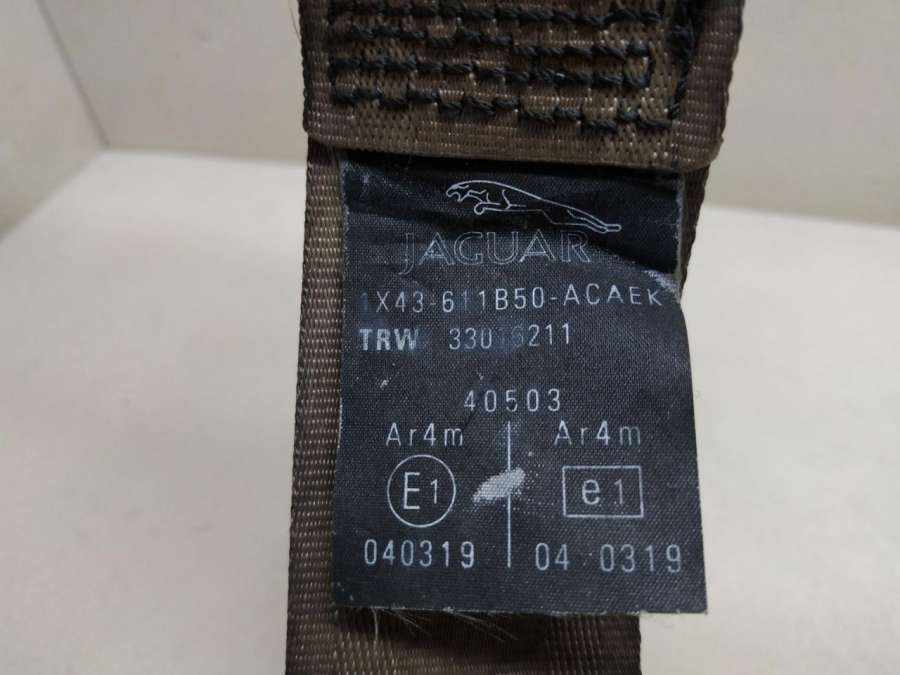 JAGUAR
1X43-611B50-ACAEK
TRW
40503
Ar4m Ar4m
E1 e1
040319 04 0319